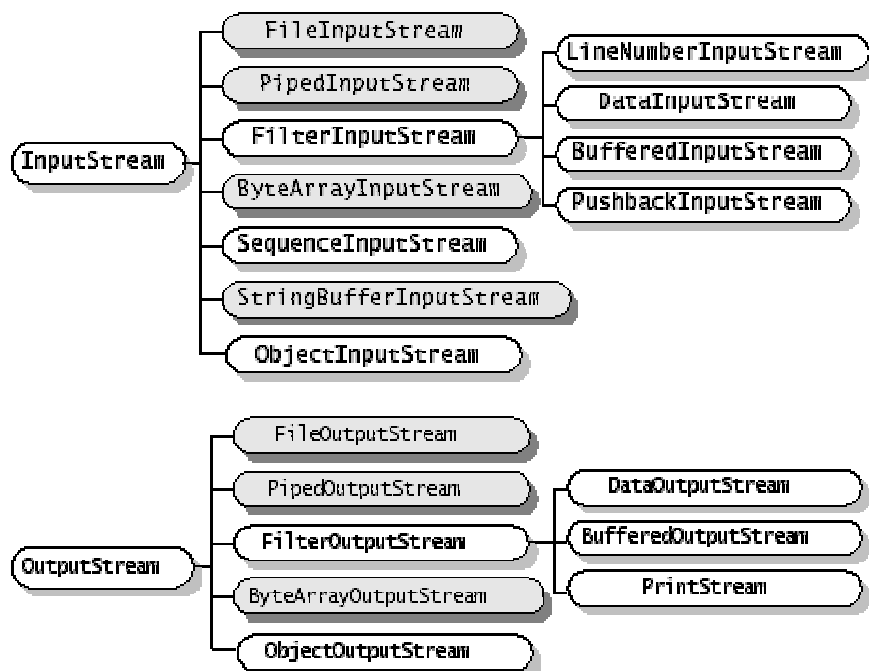 FileInputStream
LineNumberInputStream
PipedInputStream
DataInputStream
FilterInputStream
InputStream
BufferedInputStream
ByteArrayInputStream
PushbackInputStream
SequenceInputStream
StringBufferInputStream
ObjectInputStream
FileOutputStream
PipedOutputStream
DataOutputStream
FilterOutputStream
BufferedOutputStream
OutputStream
PrintStream
ByteArrayOutputStream
ObjectOutputStream